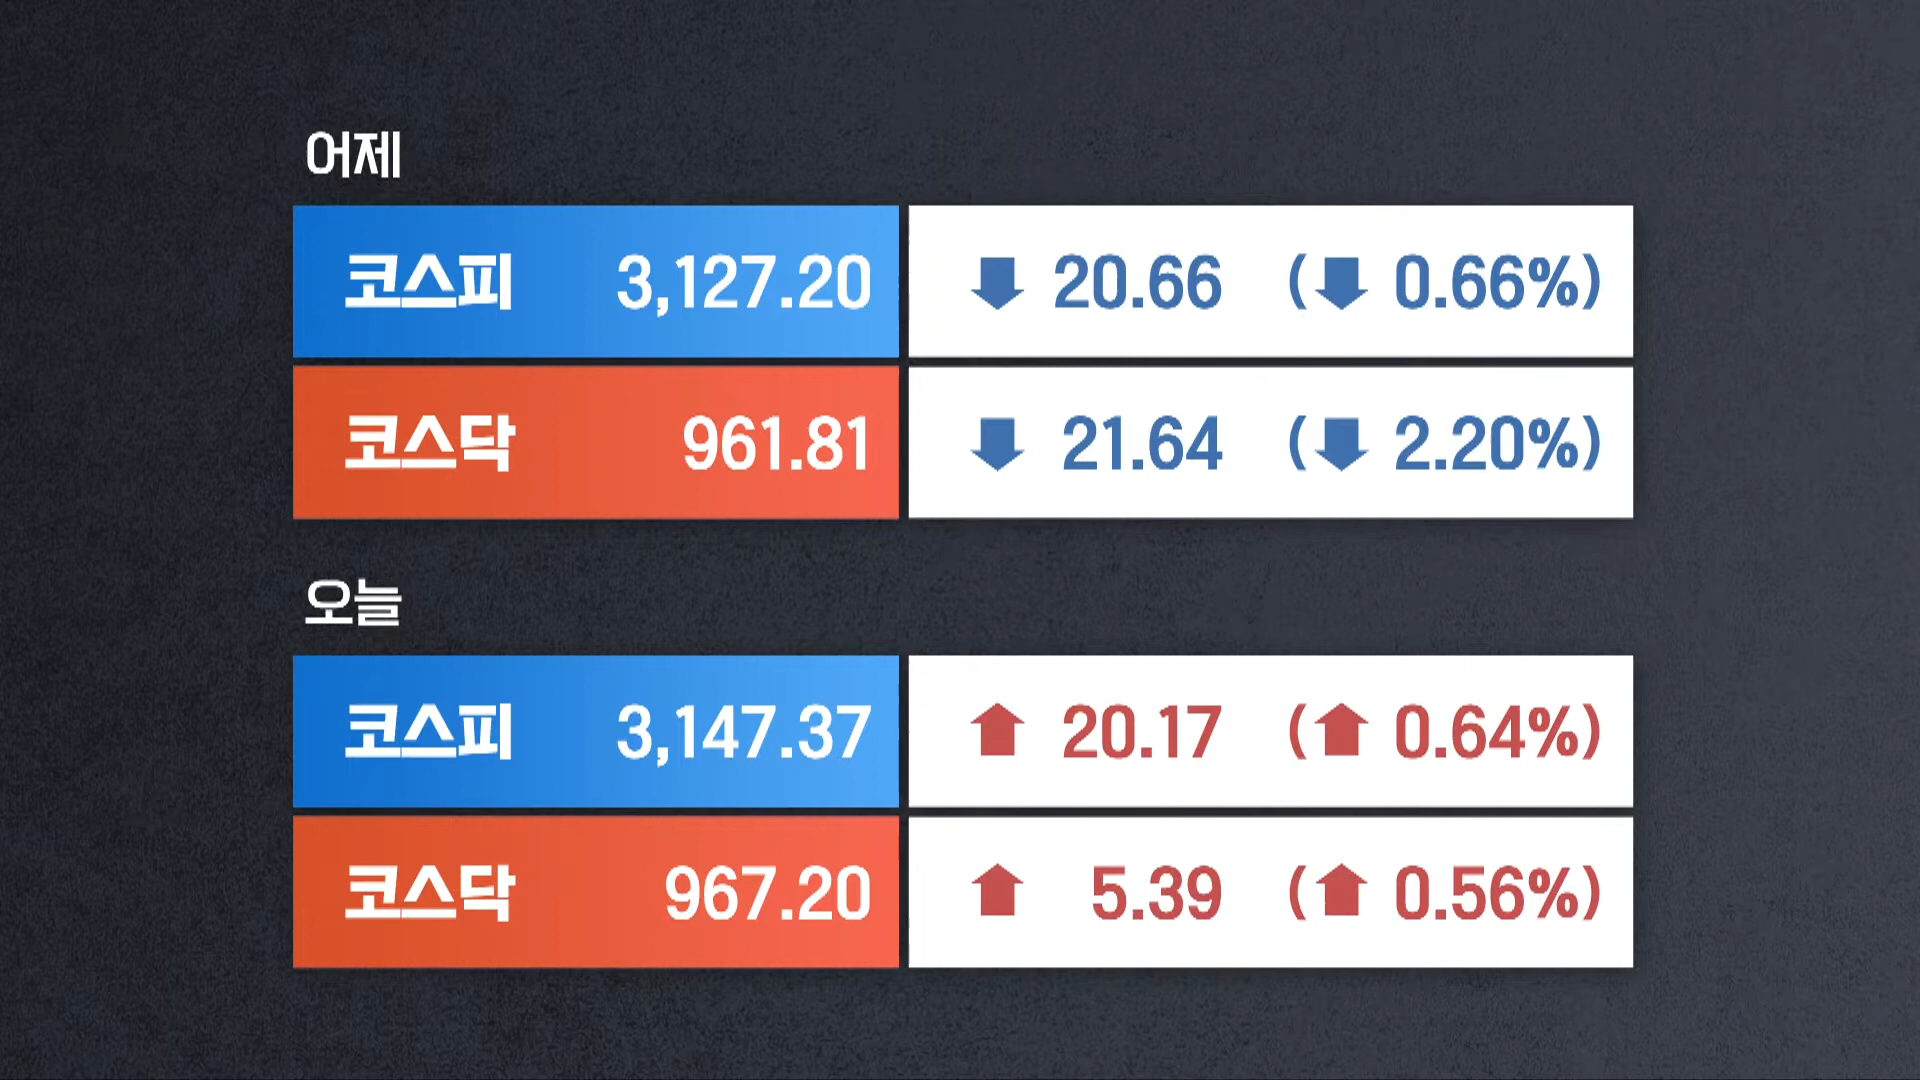 어제
코스피 3,127.20 ⬇ 20.66 (⬇ 0.66%)
코스닥 961.81 ⬇ 21.64 (⬇ 2.20%)
오늘
코스피 3,147.37 ⬆ 20.17 (⬆ 0.64%)
코스닥 967.20 ⬆ 5.39 (⬆ 0.56%)